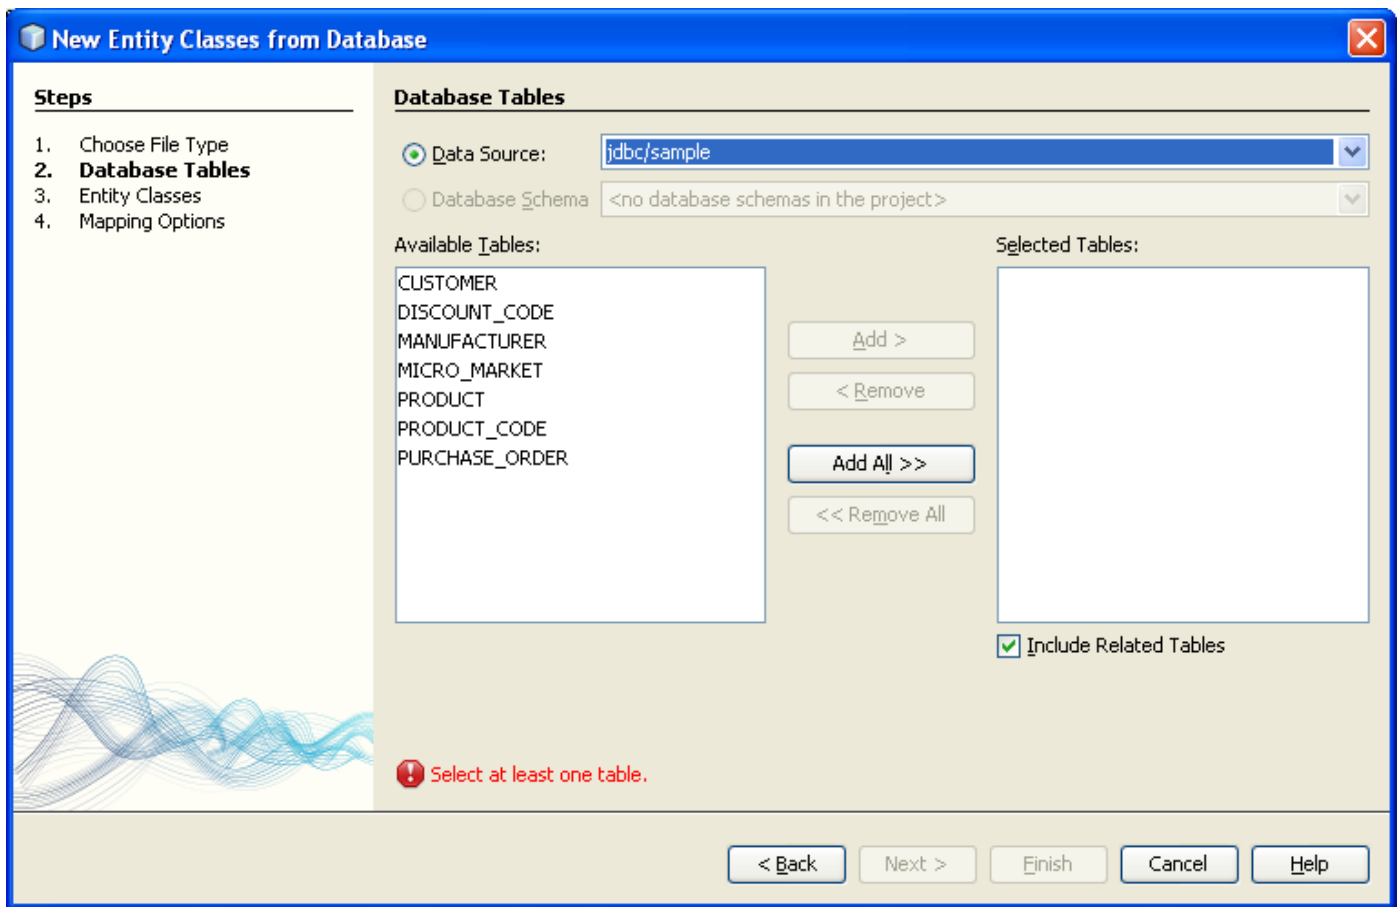 New Entity Classes from Database
Steps
1. Choose File Type
2. Database Tables
3. Entity Classes
4. Mapping Options
Database Tables
Data Source: jdbc/sample
Database Schema <no database schemas in the project>
Available Tables:
CUSTOMER
DISCOUNT_CODE
MANUFACTURER
MICRO_MARKET
PRODUCT
PRODUCT_CODE
PURCHASE_ORDER
Add >
< Remove
Add All >>
<< Remove All
Selected Tables:
Include Related Tables
Select at least one table.
< Back Next > Finish Cancel Help